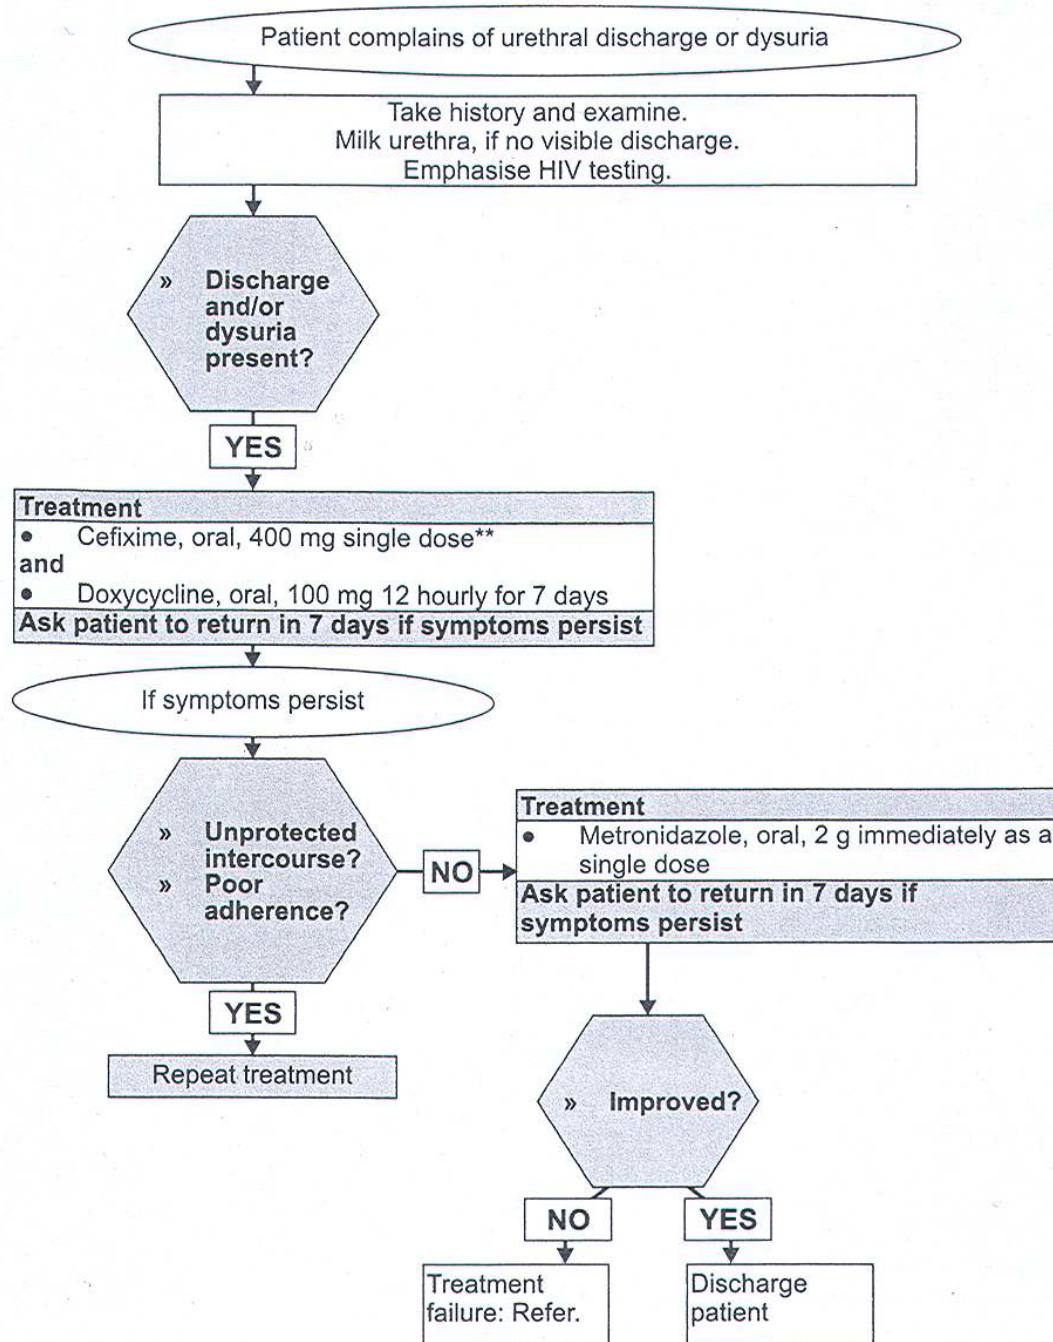 Patient complains of urethral discharge or dysuria
Take history and examine.
Milk urethra, if no visible discharge.
Emphasise HIV testing.
» Discharge
and/or
dysuria
present?
YES
Treatment
• Cefixime, oral, 400 mg single dose**
and
• Doxycycline, oral, 100 mg 12 hourly for 7 days
Ask patient to return in 7 days if symptoms persist
If symptoms persist
» Unprotected
intercourse?
» Poor
adherence?
NO
Treatment
• Metronidazole, oral, 2 g immediately as a
single dose
Ask patient to return in 7 days if
symptoms persist
YES
Repeat treatment
» Improved?
NO
YES
Treatment
failure: Refer.
Discharge
patient